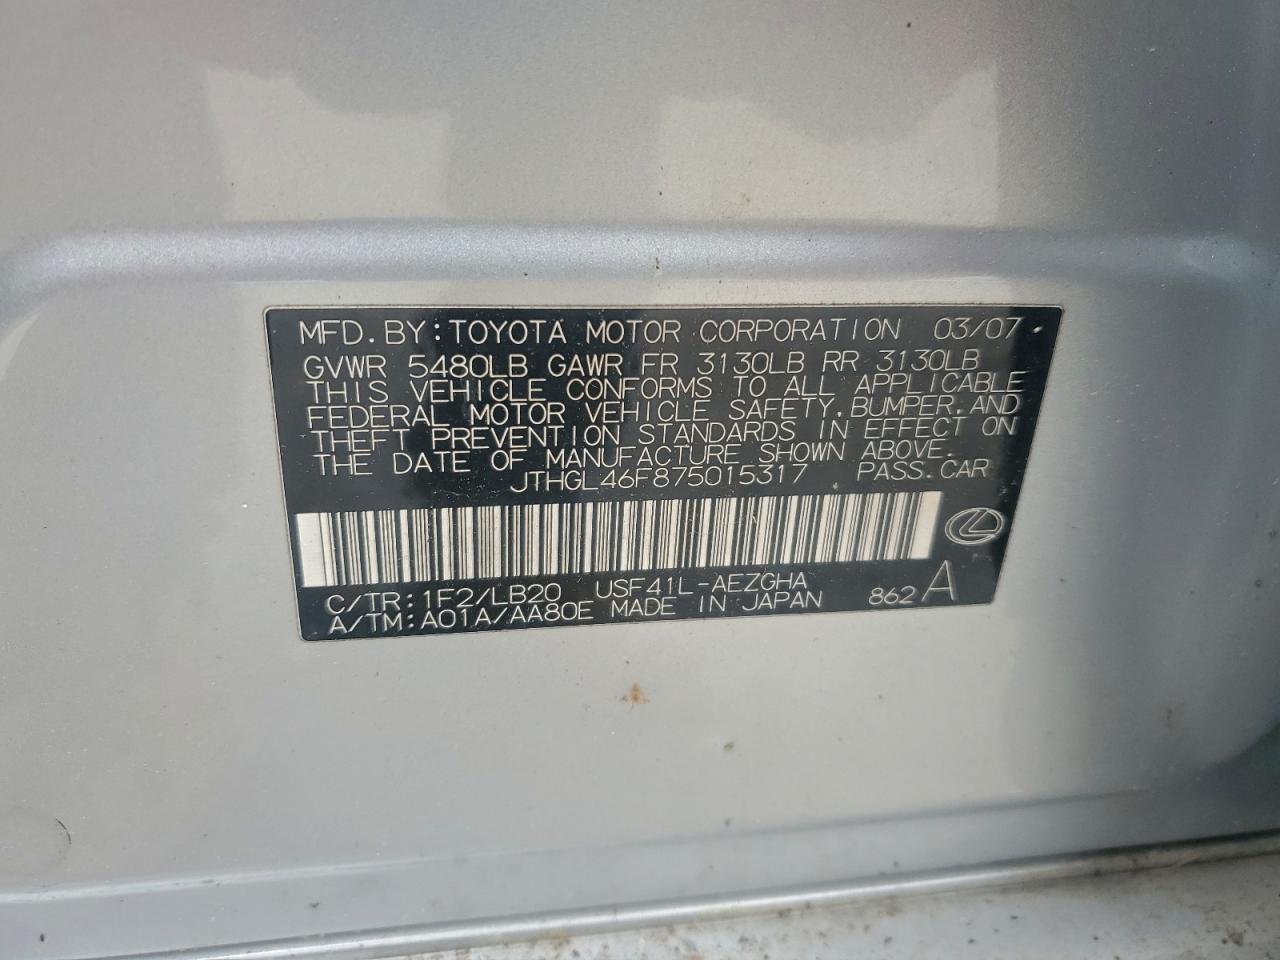 MFD. BY: TOYOTA MOTOR CORPORATION 03/07
GVWR 5480LB GAWR FR 3130LB RR 3130LB
THIS VEHICLE CONFORMS TO ALL APPLICABLE
FEDERAL MOTOR VEHICLE SAFETY, BUMPER, AND
THEFT PREVENTION STANDARDS IN EFFECT ON
THE DATE OF MANUFACTURE SHOWN ABOVE.
JTHGL46F875015317 PASS. CAR
C/TR: 1F2/LB20 USF41L-AEZGHA
A/TM: A01A/AA80E MADE IN JAPAN 862 A